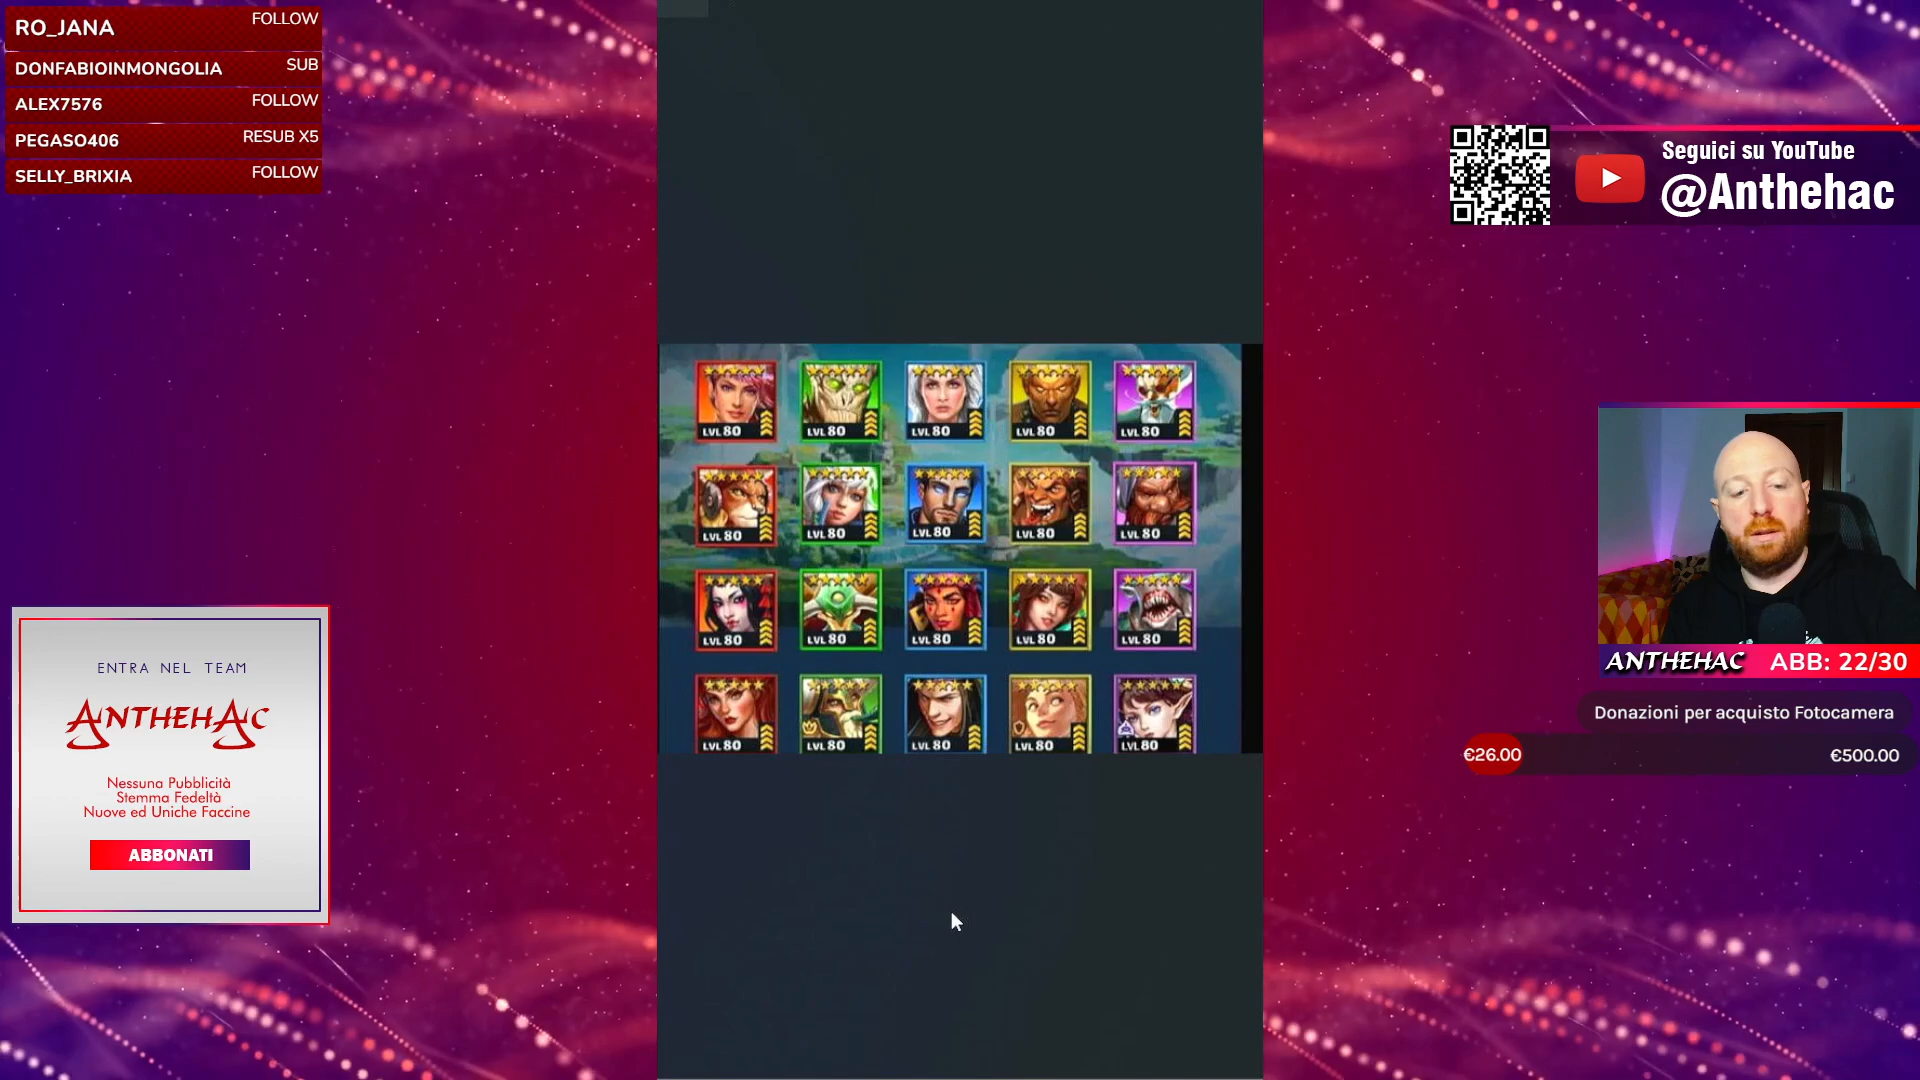 RO_JANA FOLLOW
DONFABIOINMONGOLIA SUB
ALEX7576 FOLLOW
PEGASO406 RESUB X5
SELLY_BRIXIA FOLLOW
Seguici su YouTube
@Anthehac
LVL 80 LVL 80 LVL 80 LVL 80 LVL 80
LVL 80 LVL 80 LVL 80 LVL 80 LVL 80
LVL 80 LVL 80 LVL 80 LVL 80 LVL 80
LVL 80 LVL 80 LVL 80 LVL 80 LVL 80
ENTRA NEL TEAM
ANTHEHAC
Nessuna Pubblicità
Stemma Fedeltà
Nuove ed Uniche Faccine
ABBONATI
ANTHEHAC ABB: 22/30
Donazioni per acquisto Fotocamera
€26.00 €500.00